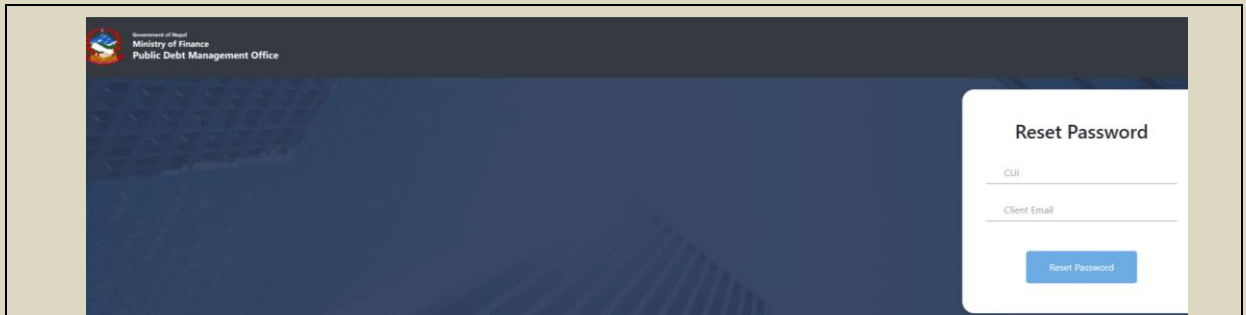 Government of Nepal
Ministry of Finance
Public Debt Management Office
Reset Password
CUI
Client Email
Reset Password